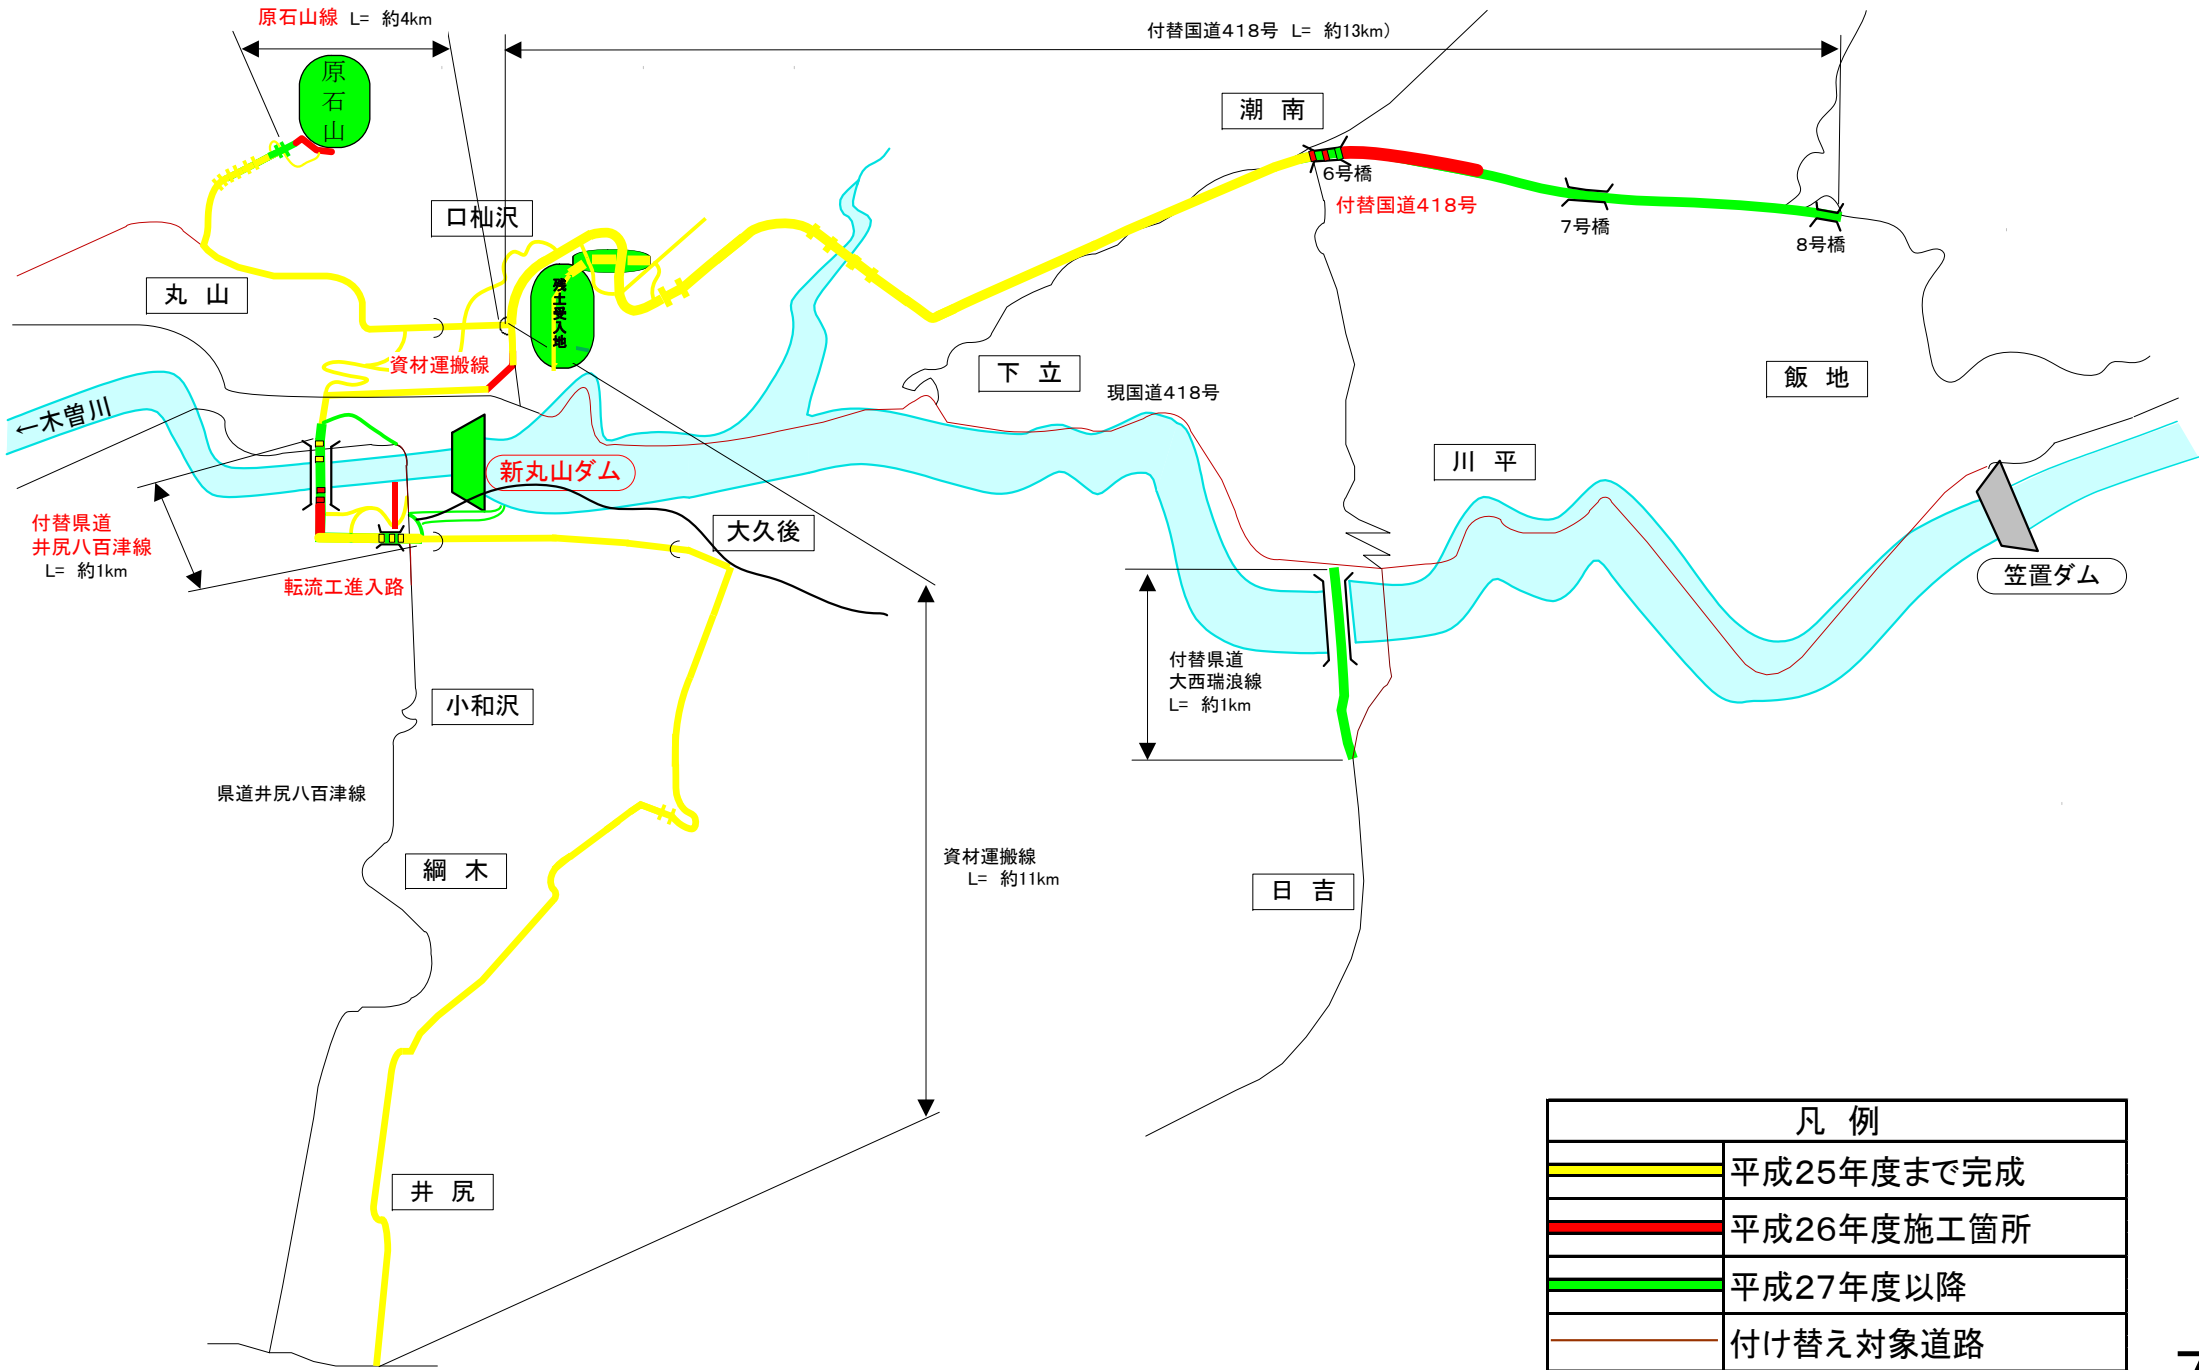 原石山線 L= 約4km
付替国道418号 L= 約13km)
原
石
山
潮 南
6号橋
付替国道418号
7号橋
8号橋
口杣沢
丸 山
残
土
受
入
地
資材運搬線
下 立
現国道418号
飯 地
←木曽川
新丸山ダム
川 平
大久後
付替県道
井尻八百津線
L= 約1km
転流工進入路
笠置ダム
付替県道
大西瑞浪線
L= 約1km
小和沢
県道井尻八百津線
綱 木
資材運搬線
L= 約11km
日 吉
井 尻
凡 例
平成25年度まで完成
平成26年度施工箇所
平成27年度以降
付け替え対象道路